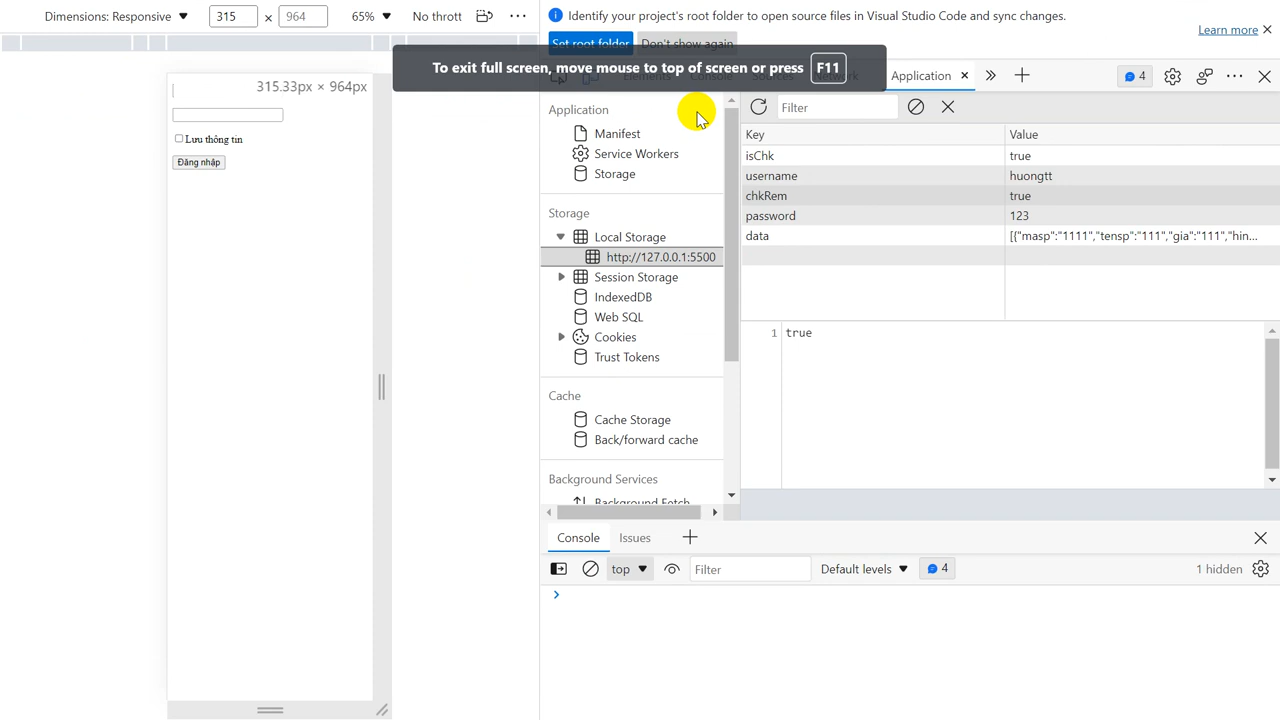 Dimensions: Responsive ▼ 315 × 964 65% ▼ No thrott
Identify your project's root folder to open source files in Visual Studio Code and sync changes.
Learn more
Set root folder Don't show again
To exit full screen, move mouse to top of screen or press F11
Elements Console Sources Network Application 4
315.33px × 964px
Lưu thông tin
Đăng nhập
Application
Manifest
Service Workers
Storage
Storage
Local Storage
http://127.0.0.1:5500
Session Storage
IndexedDB
Web SQL
Cookies
Trust Tokens
Cache
Cache Storage
Back/forward cache
Background Services
Background Fetch
Filter
Key Value
isChk true
username huongtt
chkRem true
password 123
data [{"masp":"1111","tensp":"111","gia":"111","hin...
1 true
Console Issues
top ▼ Filter Default levels ▼ 4 1 hidden